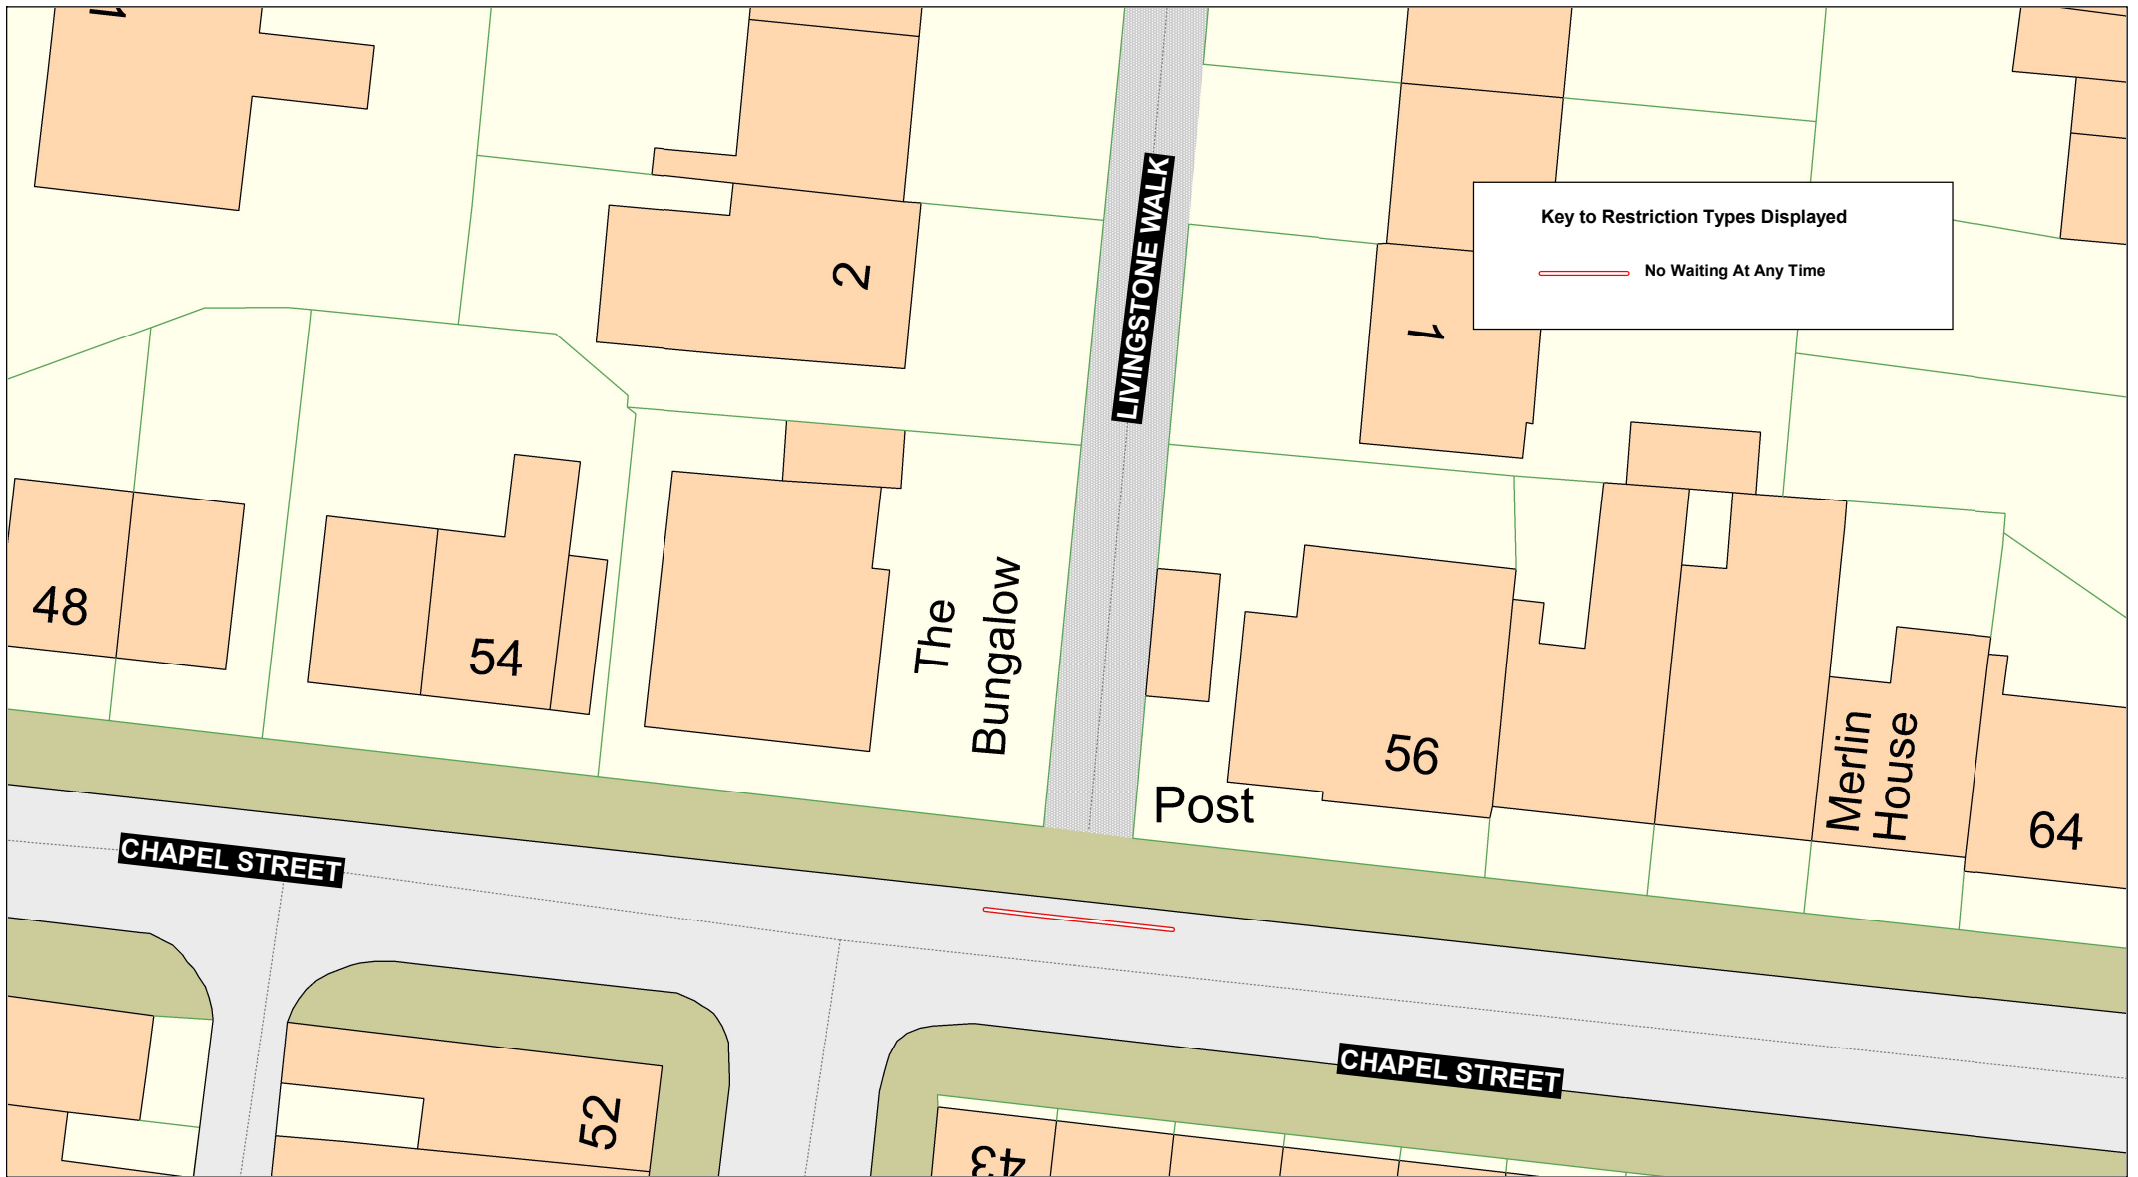 1
2
LIVINGSTONE WALK
Key to Restriction Types Displayed
No Waiting At Any Time
1
48
54
The
Bungalow
56
Post
Merlin
House
64
CHAPEL STREET
CHAPEL STREET
52
43